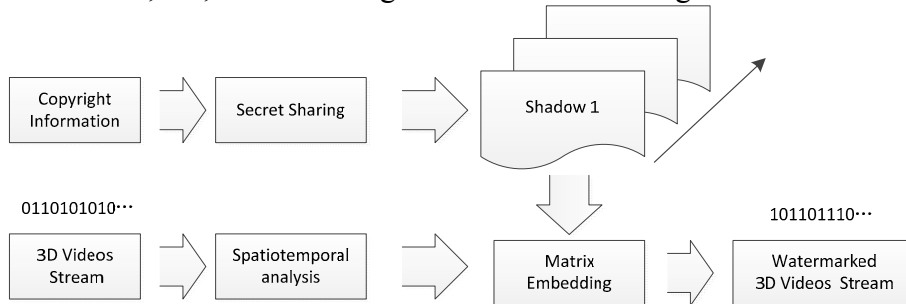 Copyright
Information
Secret Sharing
Shadow 1
0110101010…
101101110…
3D Videos
Stream
Spatiotemporal
analysis
Matrix
Embedding
Watermarked
3D Videos Stream